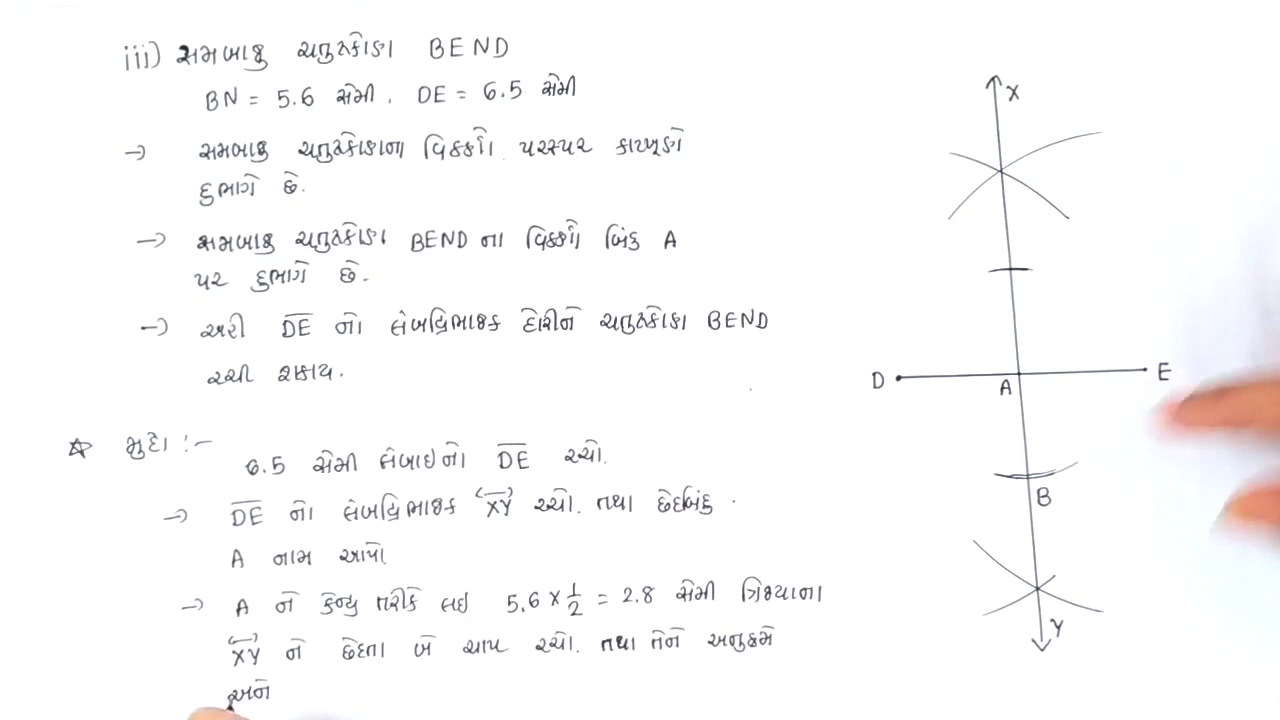 iii) સમબાજુ ચતુષ્કોણ BEND
BN = 5.6 સેમી. DE = 6.5 સેમી
→ સમબાજુ ચતુષ્કોણના વિકર્ણો પરસ્પર કાટખૂણે
દુભાગે છે.
→ સમબાજુ ચતુષ્કોણ BEND ના વિકર્ણો બિંદુ A
પર દુભાગે છે.
→ અહી DE નો લંબદ્વિભાજક દોરીને ચતુષ્કોણ BEND
રચી શકાય.
☆ મુદ્દા :-
6.5 સેમી લંબાઇનો DE રચો.
→ DE નો લંબદ્વિભાજક XY રચો. તથા છેદબિંદુ
A નામ આપો
→ A ને કેન્દ્ર તરીકે લઇ 5.6 × 1/2 = 2.8 સેમી ત્રિજ્યાના
XY ને છેદતા બે ચાપ રચો. તથા તેને અનુક્રમે
અને
X
D
A
E
B
Y